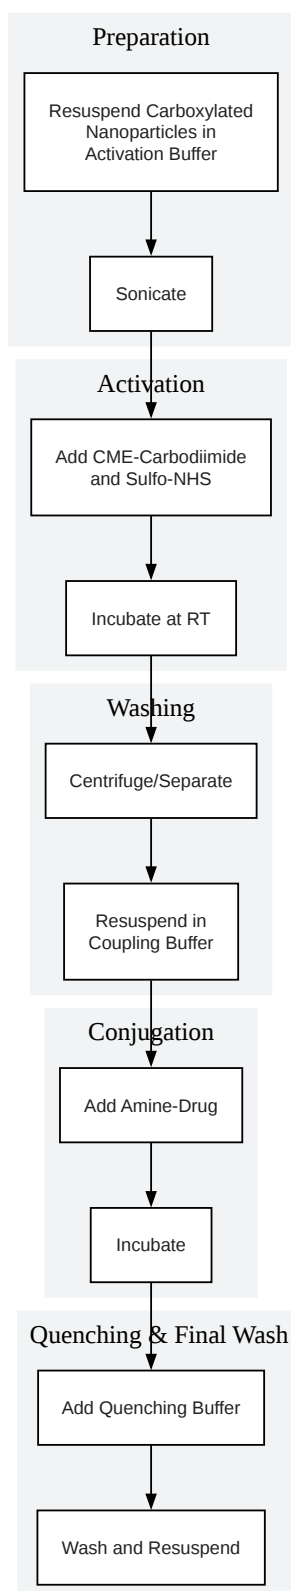 Preparation
Resuspend Carboxylated
Nanoparticles in
Activation Buffer
Sonicate
Activation
Add CME-Carbodiimide
and Sulfo-NHS
Incubate at RT
Washing
Centrifuge/Separate
Resuspend in
Coupling Buffer
Conjugation
Add Amine-Drug
Incubate
Quenching & Final Wash
Add Quenching Buffer
Wash and Resuspend